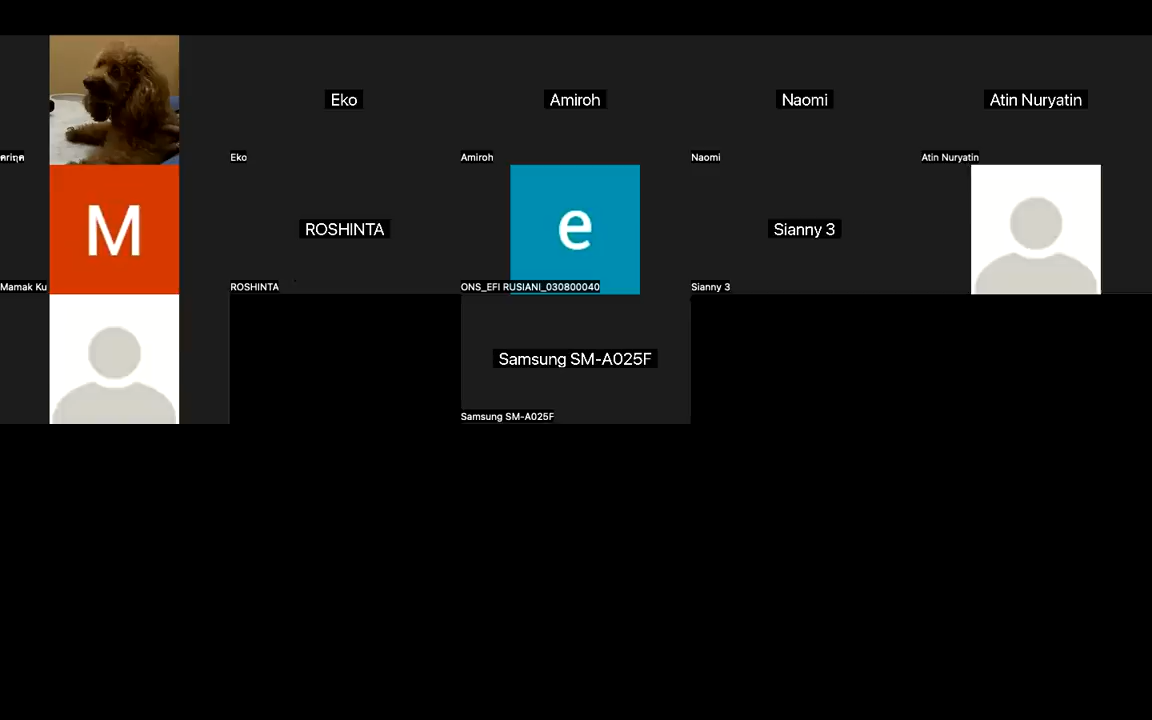 Eko
Amiroh
Naomi
Atin Nuryatin
Eko
Amiroh
Naomi
Atin Nuryatin
M
ROSHINTA
e
Sianny 3
Mamak Ku
ROSHINTA
ONS_EFI RUSIANI_030800040
Sianny 3
Samsung SM-A025F
Samsung SM-A025F